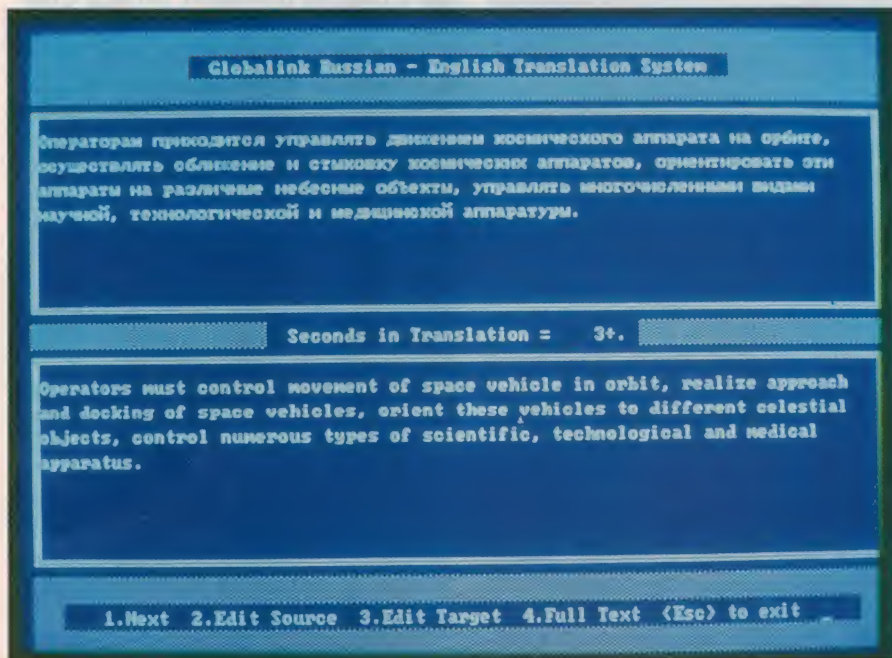 Globalink Russian - English Translation System
Операторам приходится управлять движением космического аппарата на орбите,
осуществлять сближение и стыковку космических аппаратов, ориентировать эти
аппараты на различные небесные объекты, управлять многочисленными видами
научной, технологической и медицинской аппаратуры.
Seconds in Translation = 3+.
Operators must control movement of space vehicle in orbit, realize approach
and docking of space vehicles, orient these vehicles to different celestial
objects, control numerous types of scientific, technological and medical
apparatus.
1.Next 2.Edit Source 3.Edit Target 4.Full Text <Esc> to exit _